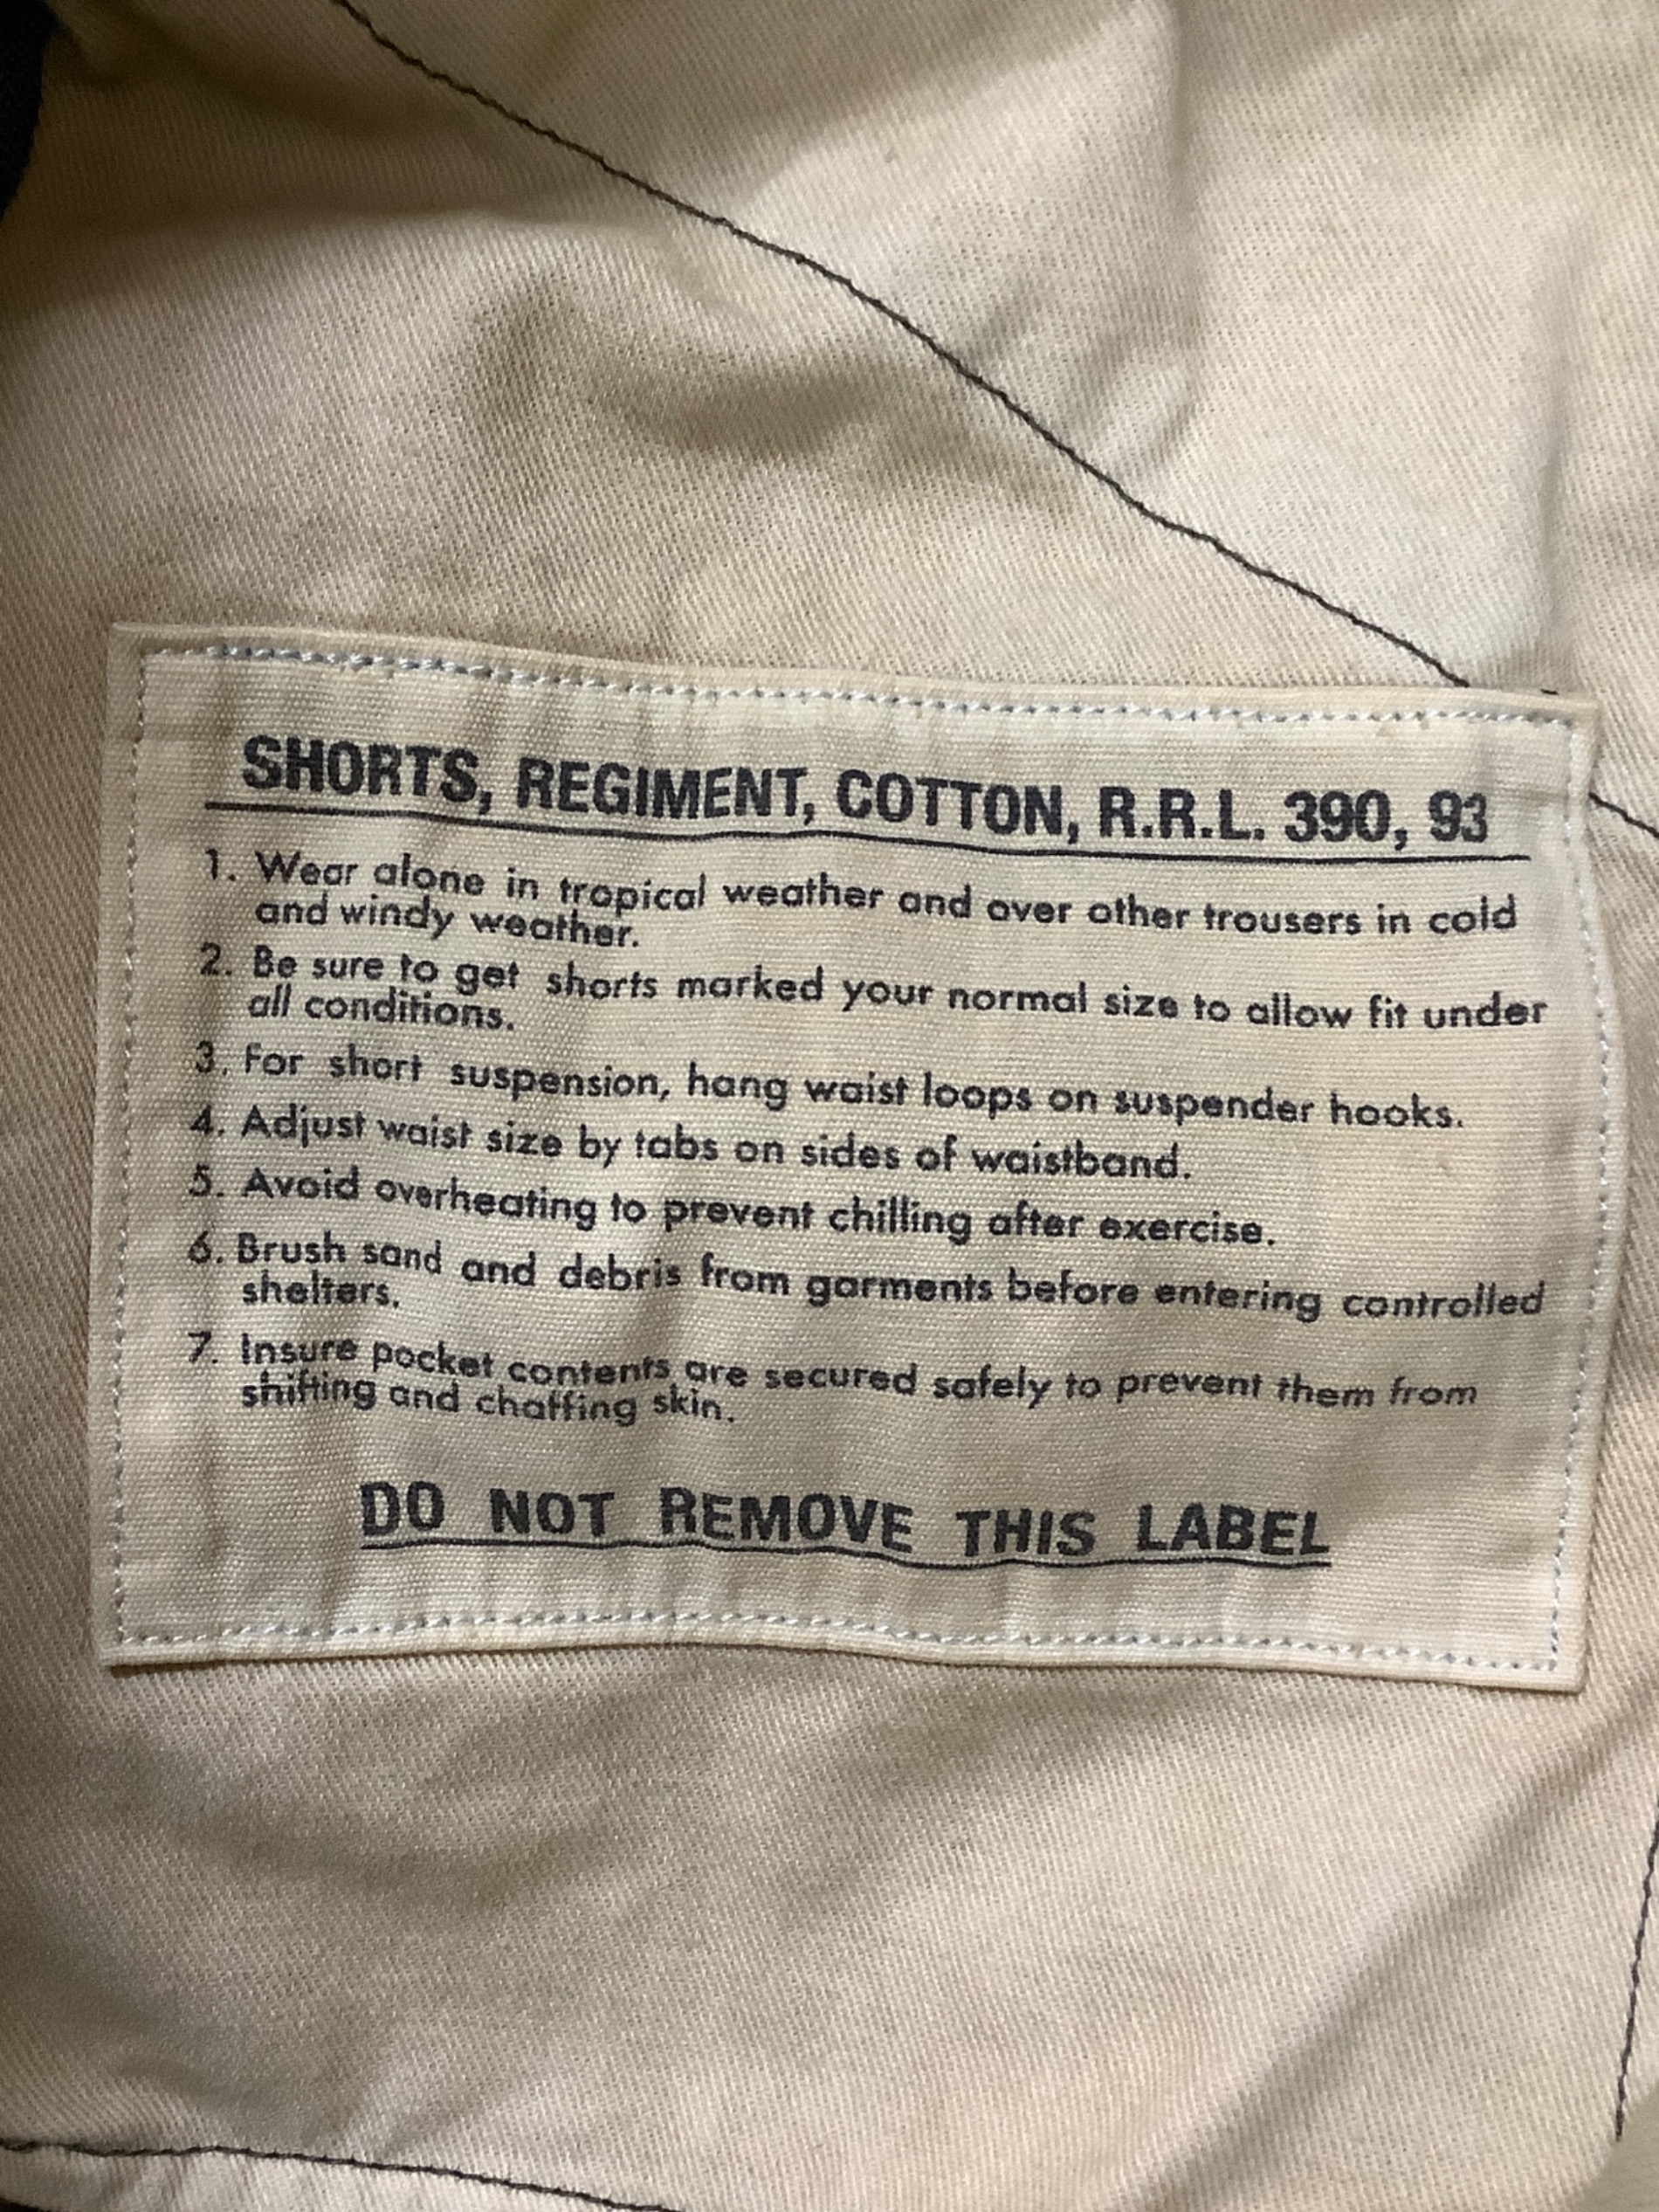 SHORTS, REGIMENT, COTTON, R.R.L. 390, 93
1. Wear alone in tropical weather and over other trousers in cold
and windy weather.
2. Be sure to get shorts marked your normal size to allow fit under
all conditions.
3. For short suspension, hang waist loops on suspender hooks.
4. Adjust waist size by tabs on sides of waistband.
5. Avoid overheating to prevent chilling after exercise.
6. Brush sand and debris from garments before entering controlled
shelters.
7. Insure pocket contents are secured safely to prevent them from
shifting and chaffing skin.
DO NOT REMOVE THIS LABEL